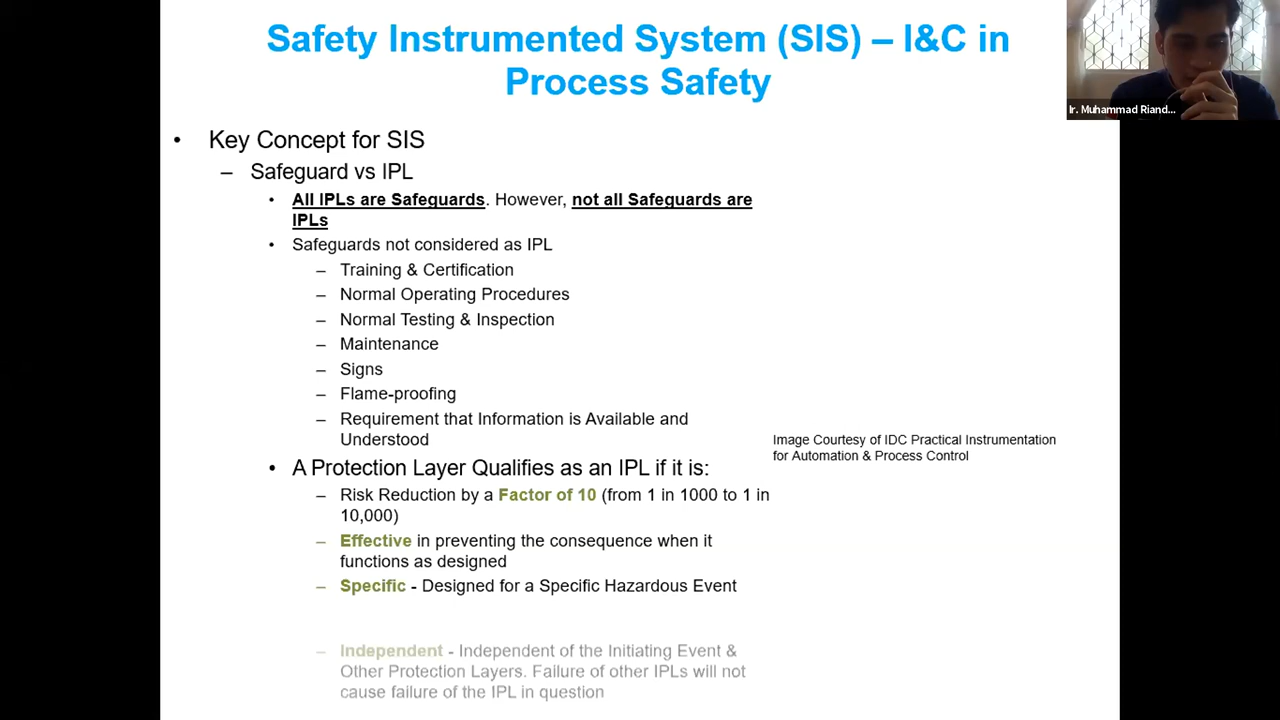 Safety Instrumented System (SIS) – I&C in
Process Safety
Ir. Muhammad Riand...
• Key Concept for SIS
– Safeguard vs IPL
• All IPLs are Safeguards. However, not all Safeguards are
IPLs
• Safeguards not considered as IPL
– Training & Certification
– Normal Operating Procedures
– Normal Testing & Inspection
– Maintenance
– Signs
– Flame-proofing
– Requirement that Information is Available and
Understood
Image Courtesy of IDC Practical Instrumentation
for Automation & Process Control
• A Protection Layer Qualifies as an IPL if it is:
– Risk Reduction by a Factor of 10 (from 1 in 1000 to 1 in
10,000)
– Effective in preventing the consequence when it
functions as designed
– Specific - Designed for a Specific Hazardous Event
– Independent - Independent of the Initiating Event &
Other Protection Layers. Failure of other IPLs will not
cause failure of the IPL in question